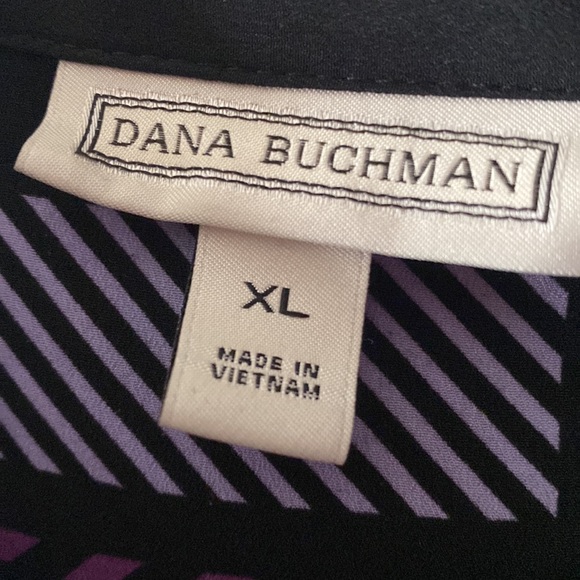 DANA BUCHMAN
XL
MADE IN
VIETNAM